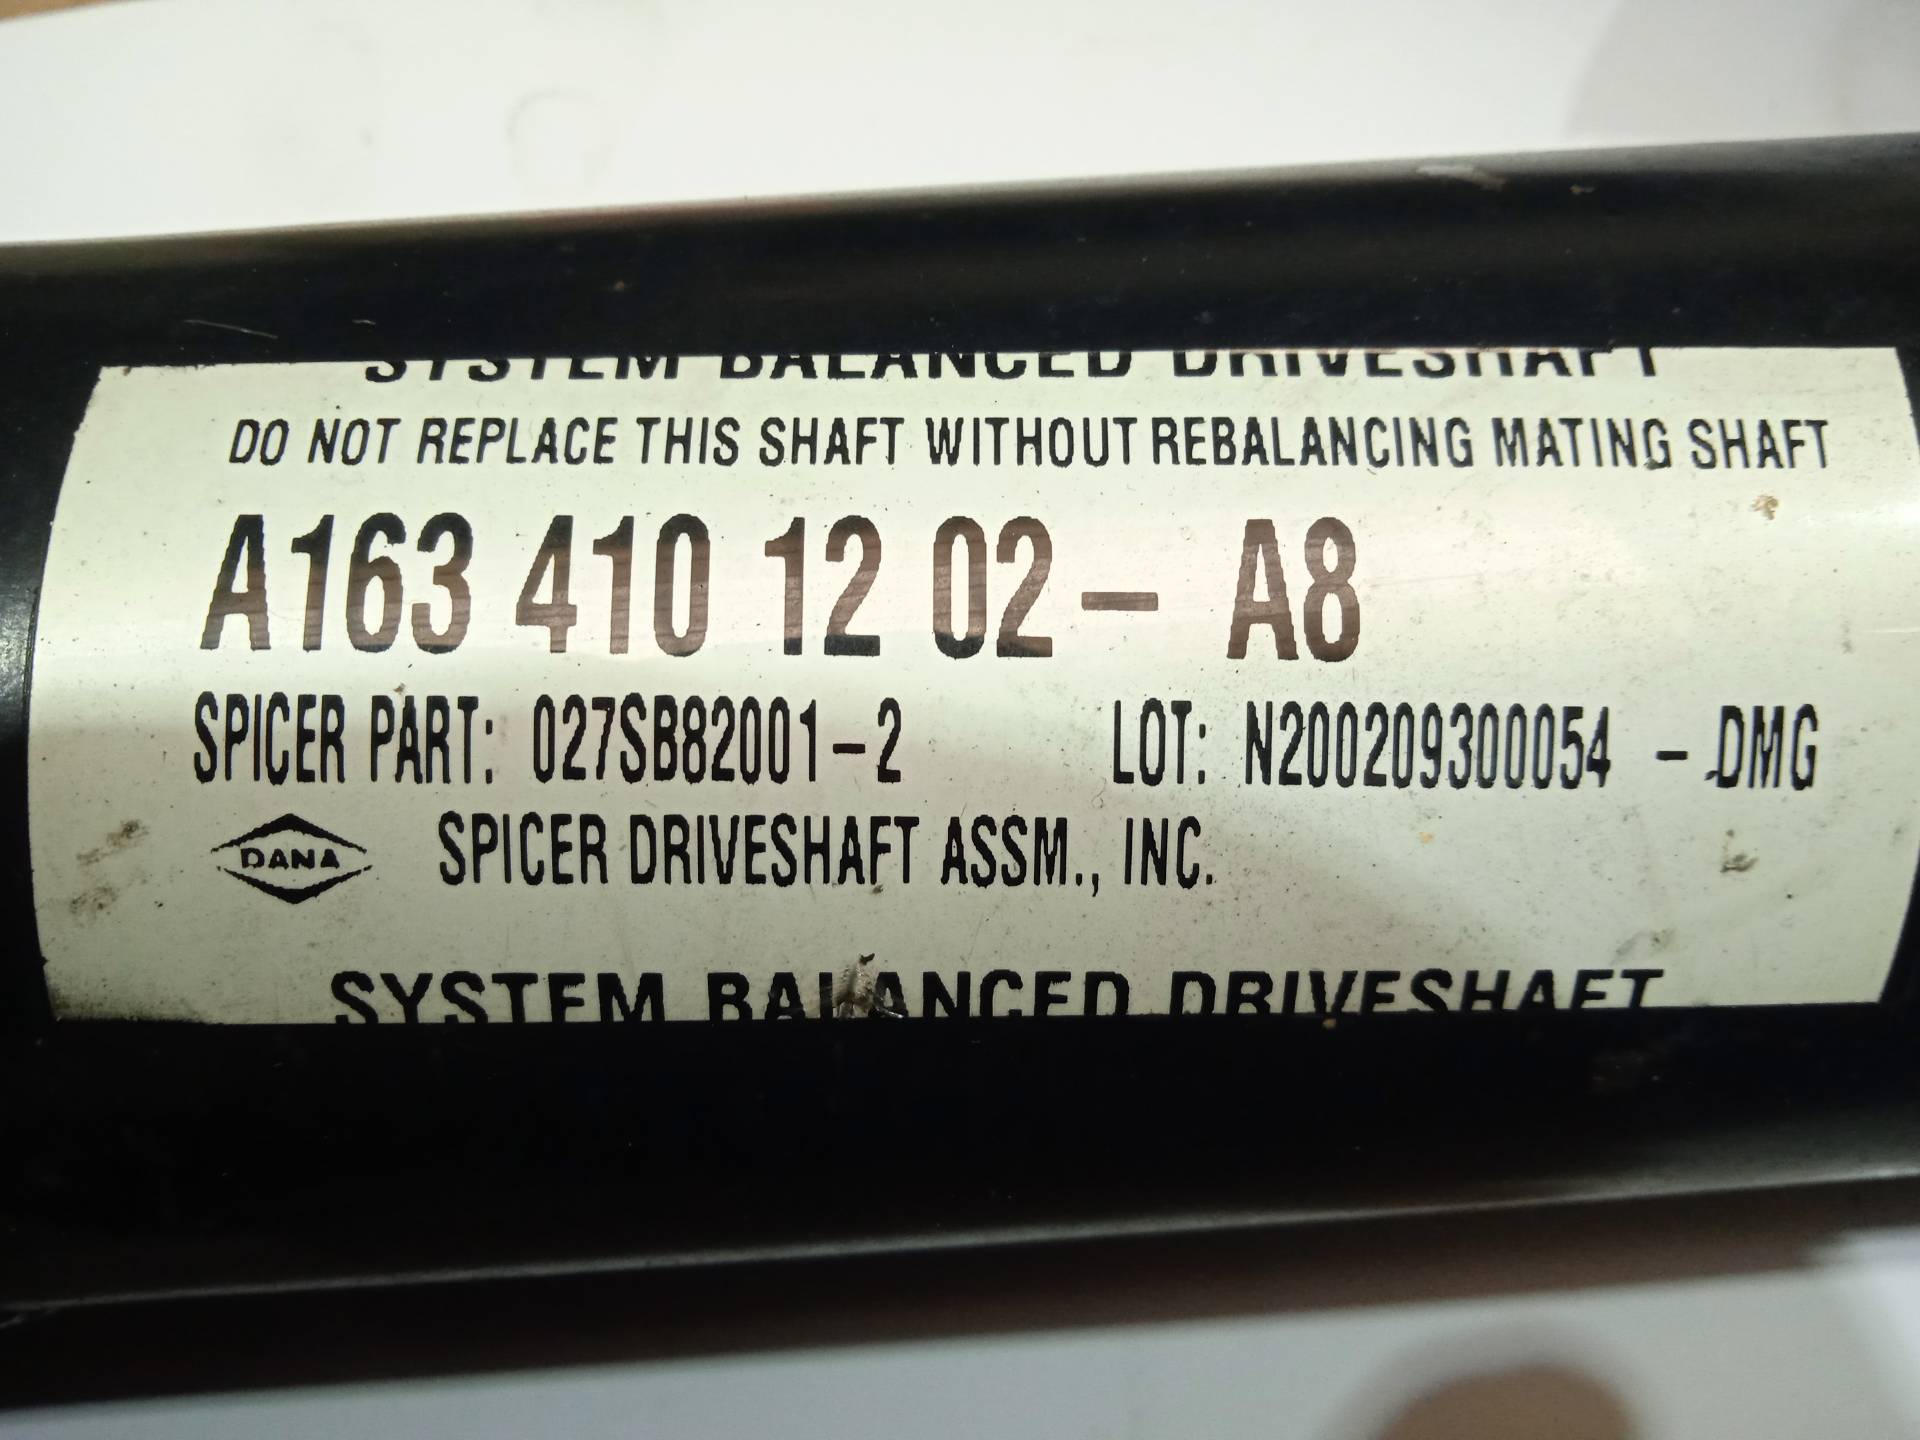 SYSTEM BALANCED DRIVESHAFT
DO NOT REPLACE THIS SHAFT WITHOUT REBALANCING MATING SHAFT
A163 410 12 02- A8
SPICER PART: 027SB82001-2 LOT: N200209300054 - DMG
DANA SPICER DRIVESHAFT ASSM., INC.
SYSTEM BALANCED DRIVESHAFT